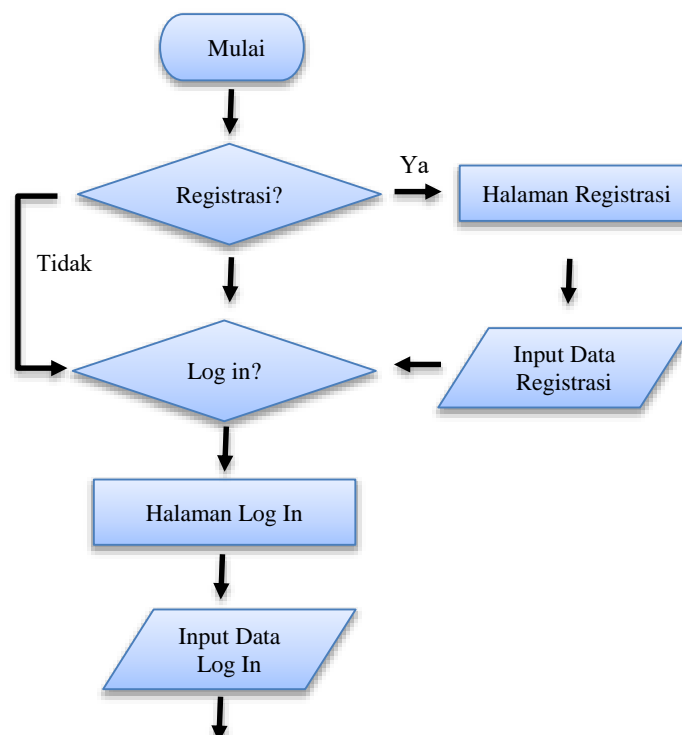 Mulai
Registrasi?
Ya
Halaman Registrasi
Tidak
Log in?
Input Data
Registrasi
Halaman Log In
Input Data
Log In